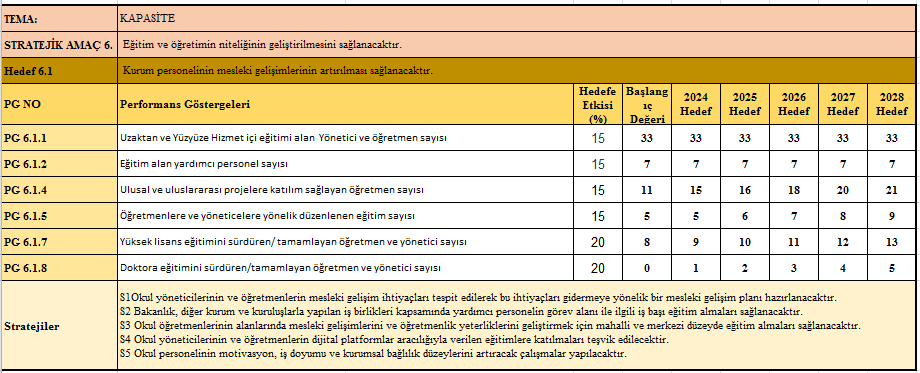 TEMA: KAPASİTE
STRATEJİK AMAÇ 6. Eğitim ve öğretimin niteliğinin geliştirilmesini sağlanacaktır.
Hedef 6.1 Kurum personelinin mesleki gelişimlerinin artırılması sağlanacaktır.
PG NO Performans Göstergeleri Hedefe Etkisi (%) Başlangıç Değeri 2024 Hedef 2025 Hedef 2026 Hedef 2027 Hedef 2028 Hedef
PG 6.1.1 Uzaktan ve Yüzyüze Hizmet içi eğitimi alan Yönetici ve öğretmen sayısı 15 33 33 33 33 33 33
PG 6.1.2 Eğitim alan yardımcı personel sayısı 15 7 7 7 7 7 7
PG 6.1.4 Ulusal ve uluslararası projelere katılım sağlayan öğretmen sayısı 15 11 15 16 18 20 21
PG 6.1.5 Öğretmenlere ve yöneticelere yönelik düzenlenen eğitim sayısı 15 5 5 6 7 8 9
PG 6.1.7 Yüksek lisans eğitimini sürdüren/ tamamlayan öğretmen ve yönetici sayısı 20 8 9 10 11 12 13
PG 6.1.8 Doktora eğitimini sürdüren/tamamlayan öğretmen ve yönetici sayısı 20 0 1 2 3 4 5
Stratejiler
S1Okul yöneticilerinin ve öğretmenlerin mesleki gelişim ihtiyaçları tespit edilerek bu ihtiyaçları gidermeye yönelik bir mesleki gelişim planı hazırlanacaktır.
S2 Bakanlık, diğer kurum ve kuruluşlarla yapılan iş birlikleri kapsamında yardımcı personelin görev alanı ile ilgili iş başı eğitim almaları sağlanacaktır.
S3 Okul öğretmenlerinin alanlarında mesleki gelişimlerini ve öğretmenlik yeterliklerini geliştirmek için mahalli ve merkezi düzeyde eğitim almaları sağlanacaktır.
S4 Okul yöneticilerinin ve öğretmenlerin dijital platformlar aracılığıyla verilen eğitimlere katılmaları teşvik edilecektir.
S5 Okul personelinin motivasyon, iş doyumu ve kurumsal bağlılık düzeylerini artıracak çalışmalar yapılacaktır.